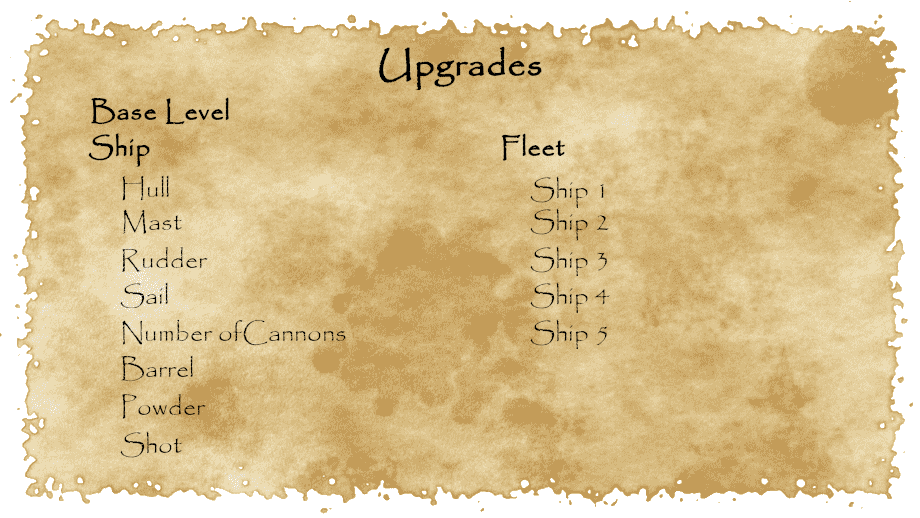 Upgrades
Base Level
Ship
Hull
Mast
Rudder
Sail
Number of Cannons
Barrel
Powder
Shot
Fleet
Ship 1
Ship 2
Ship 3
Ship 4
Ship 5